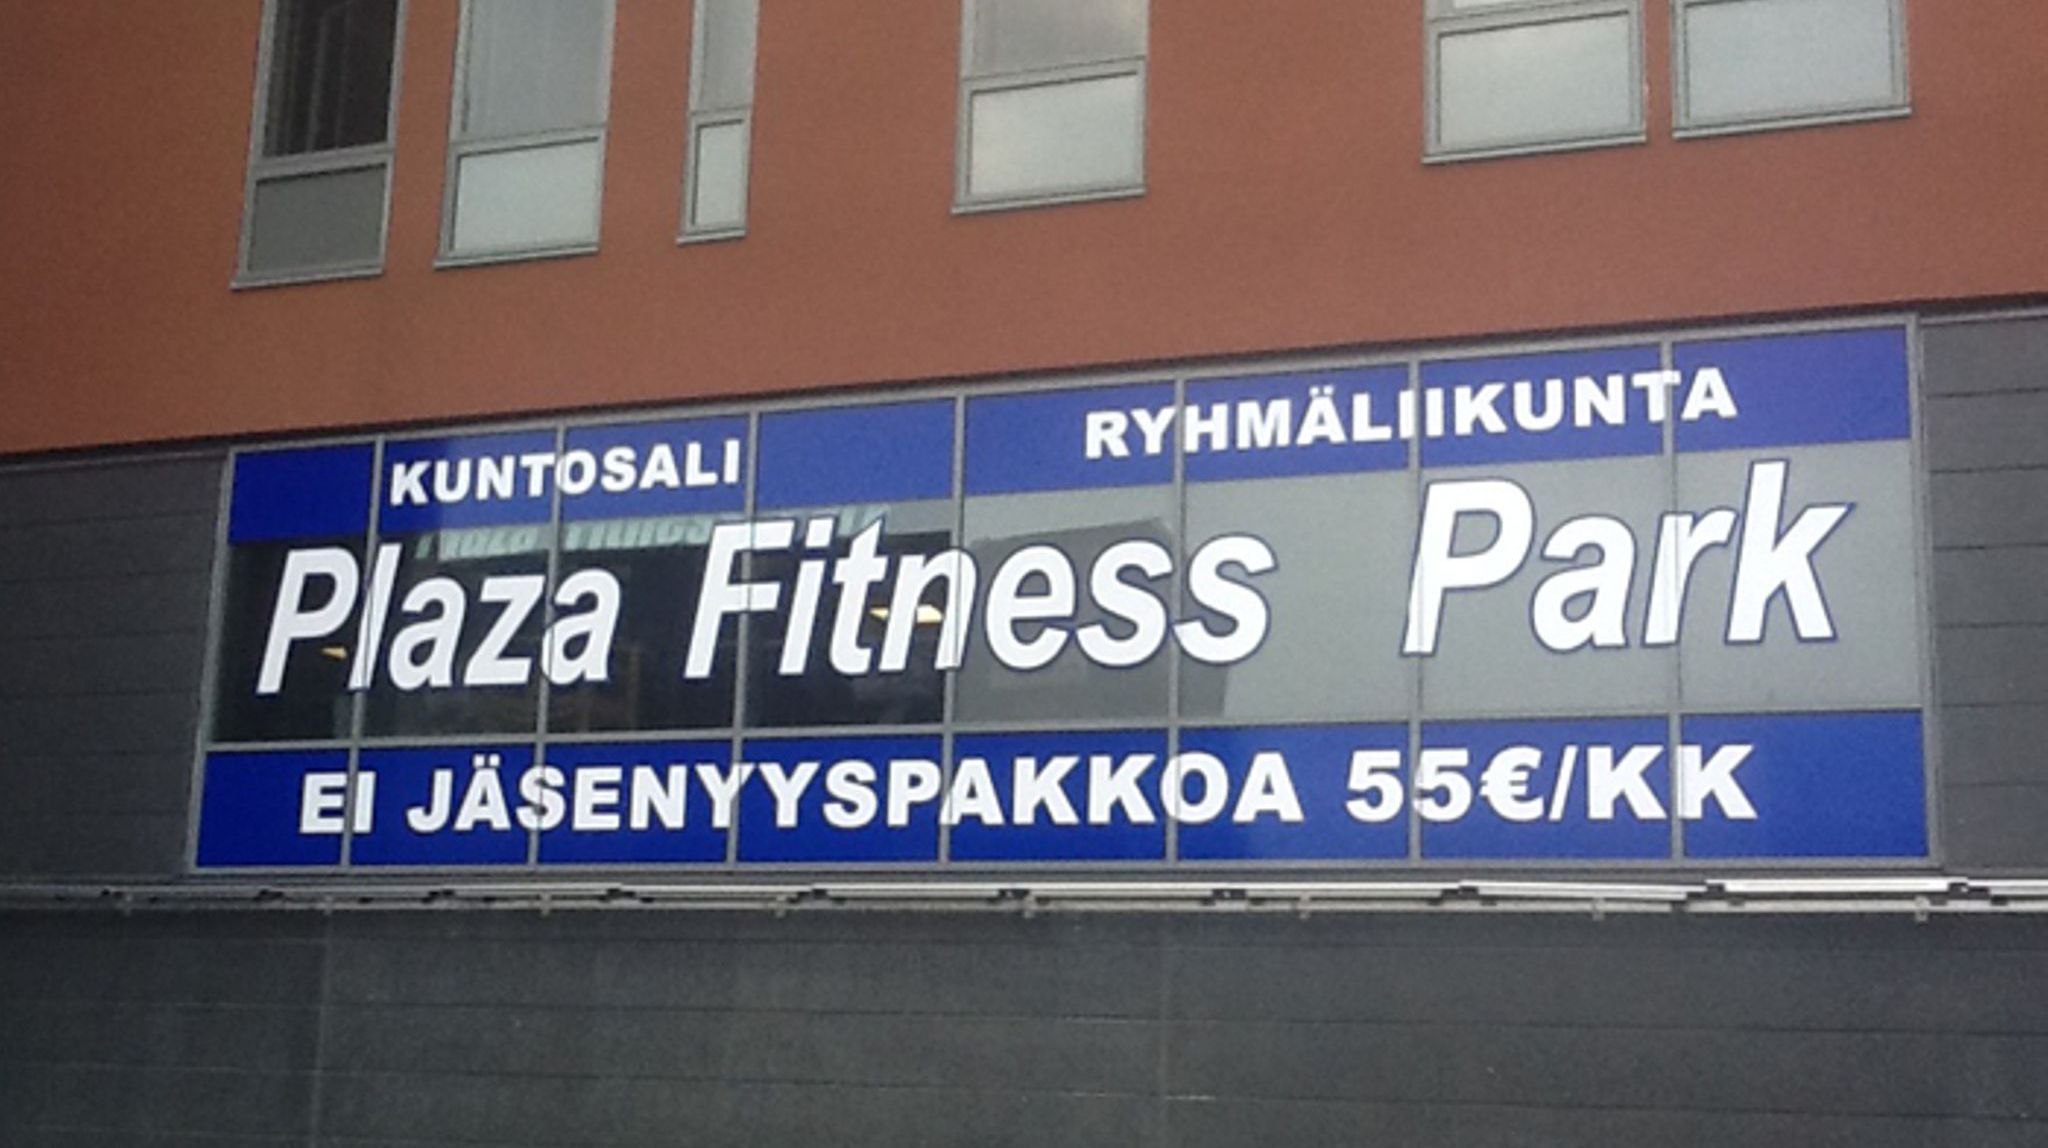 KUNTOSALI RYHMÄLIIKUNTA
Plaza Fitness Park
EI JÄSENYYSPAKKOA 55€/KK